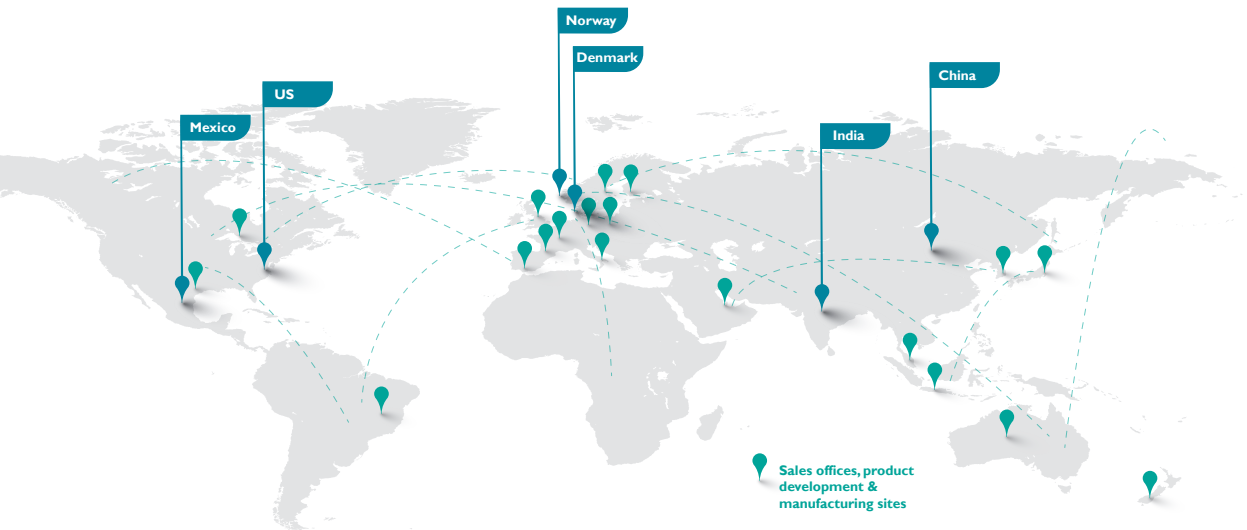 Norway
Denmark
China
US
Mexico
India
Sales offices, product
development &
manufacturing sites